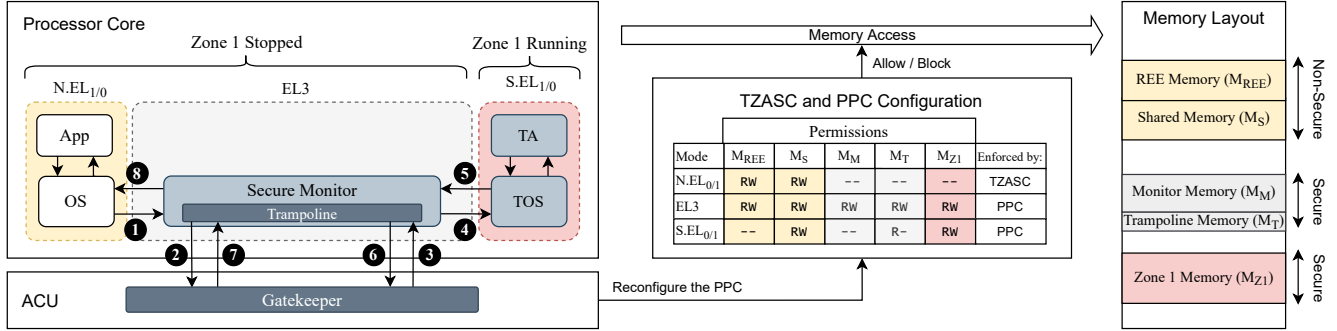 Processor Core
Zone 1 Stopped
Zone 1 Running
N.EL1/0
EL3
S.EL1/0
App
TA
OS
Secure Monitor
Trampoline
TOS
8
5
1
4
2
7
6
3
ACU
Gatekeeper
Reconfigure the PPC
Memory Access
Allow / Block
TZASC and PPC Configuration
Permissions
Mode MREE MS MM MT MZ1 Enforced by:
N.EL0/1 RW RW -- -- -- TZASC
EL3 RW RW RW RW RW PPC
S.EL0/1 -- RW -- R- RW PPC
Memory Layout
REE Memory (MREE)
Shared Memory (MS)
Non-Secure
Monitor Memory (MM)
Trampoline Memory (MT)
Secure
Zone 1 Memory (MZ1)
Secure